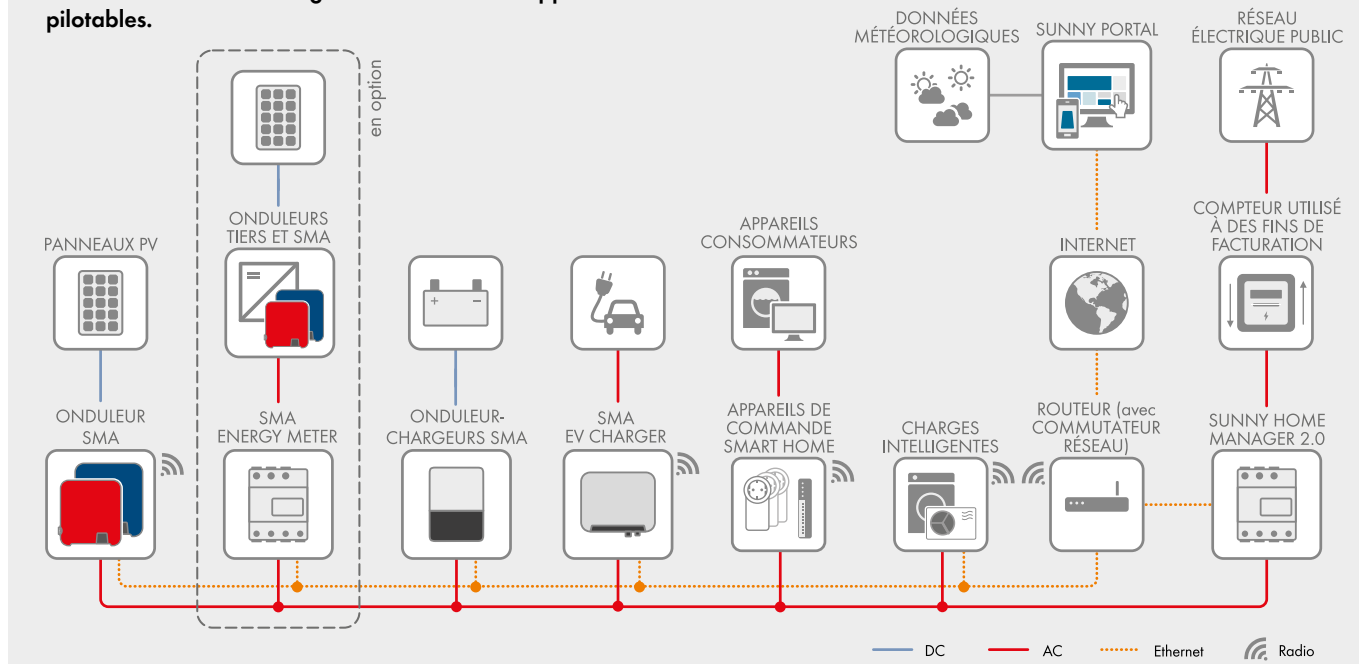 pilotables.
DONNÉES
MÉTÉOROLOGIQUES
SUNNY PORTAL
RÉSEAU
ÉLECTRIQUE PUBLIC
en option
ONDULEURS
TIERS ET SMA
PANNEAUX PV
APPAREILS
CONSOMMATEURS
INTERNET
COMPTEUR UTILISÉ
À DES FINS DE
FACTURATION
ONDULEUR
SMA
SMA
ENERGY METER
ONDULEUR-
CHARGEURS SMA
SMA
EV CHARGER
APPAREILS DE
COMMANDE
SMART HOME
CHARGES
INTELLIGENTES
ROUTEUR (avec
COMMUTATEUR
RÉSEAU)
SUNNY HOME
MANAGER 2.0
DC
AC
Ethernet
Radio